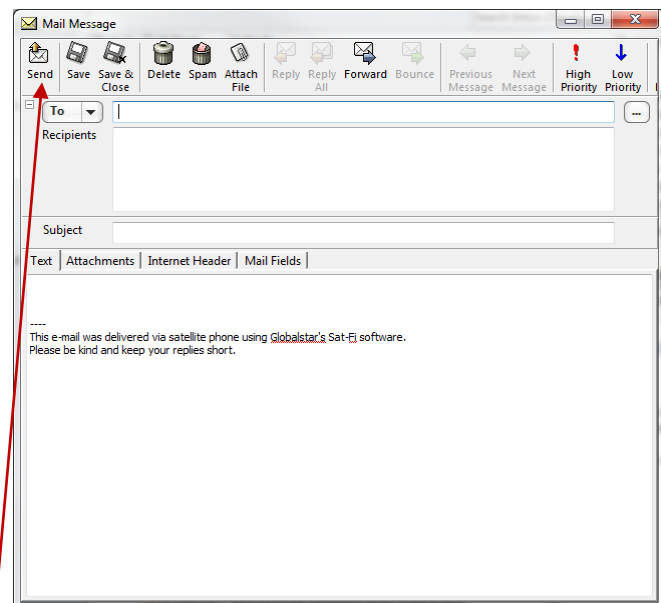 Mail Message
Send Save Save & Close Delete Spam Attach File Reply Reply All Forward Bounce Previous Message Next Message High Priority Low Priority
To
...
Recipients
Subject
Text Attachments Internet Header Mail Fields
----
This e-mail was delivered via satellite phone using Globalstar's Sat-Fi software.
Please be kind and keep your replies short.